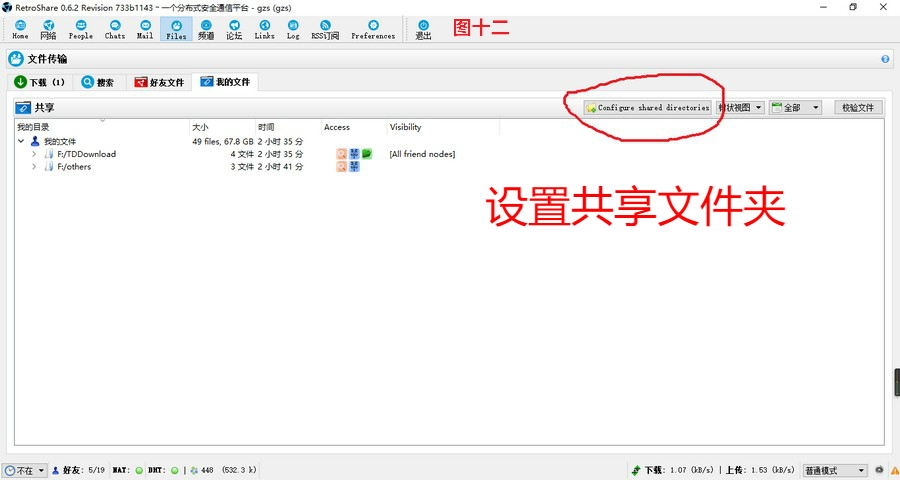 RetroShare 0.6.2 Revision 733b1143 - 一个分布式安全通信平台 - gzs (gzs)
Home 网络 People Chats Mail Files 频道 论坛 Links Log RSS订阅 Preferences 退出
图十二
文件传输
下载 (1) 搜索 好友文件 我的文件
共享 Configure shared directories 树状视图 全部 校验文件
我的目录 大小 时间 Access Visibility
我的文件 49 files, 67.8 GB 2 小时 35 分
F:/TDDownload 4 文件 2 小时 35 分 [All friend nodes]
F:/others 3 文件 2 小时 41 分
设置共享文件夹
不在 好友: 5/19 NAT: DHT: | 448 (532.3 k) 下载: 1.07 (kB/s) | 上传: 1.53 (kB/s) 普通模式